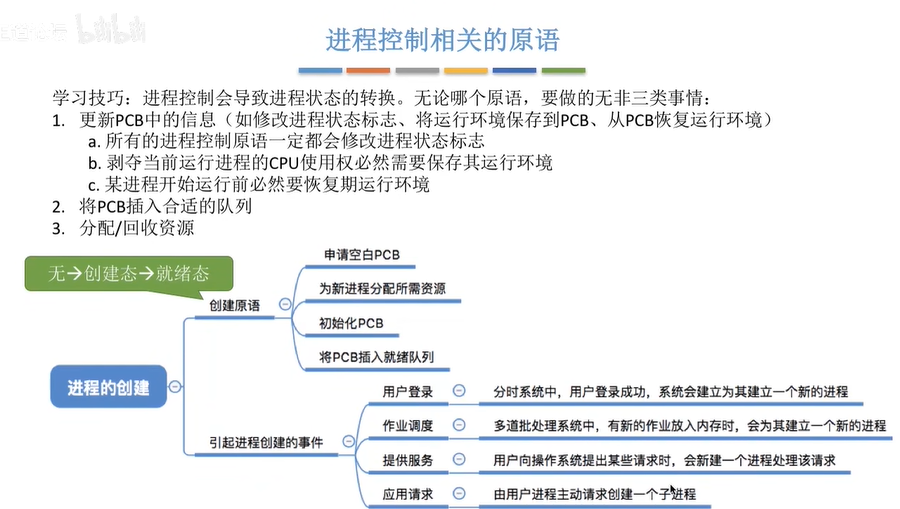 bilibili
进程控制相关的原语
学习技巧：进程控制会导致进程状态的转换。无论哪个原语，要做的无非三类事情：
1. 更新PCB中的信息（如修改进程状态标志、将运行环境保存到PCB、从PCB恢复运行环境）
a. 所有的进程控制原语一定都会修改进程状态标志
b. 剥夺当前运行进程的CPU使用权必然需要保存其运行环境
c. 某进程开始运行前必然要恢复期运行环境
2. 将PCB插入合适的队列
3. 分配/回收资源
无→创建态→就绪态
进程的创建
创建原语
申请空白PCB
为新进程分配所需资源
初始化PCB
将PCB插入就绪队列
引起进程创建的事件
用户登录
分时系统中，用户登录成功，系统会建立为其建立一个新的进程
作业调度
多道批处理系统中，有新的作业放入内存时，会为其建立一个新的进程
提供服务
用户向操作系统提出某些请求时，会新建一个进程处理该请求
应用请求
由用户进程主动请求创建一个子进程